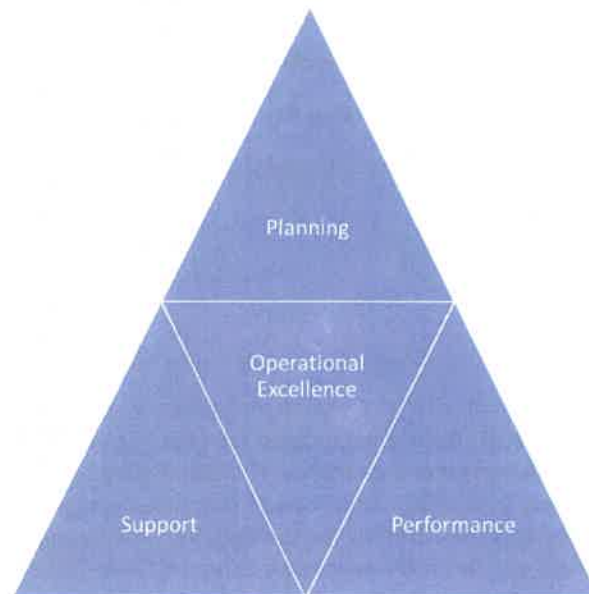 Planning
Operational
Excellence
Support
Performance